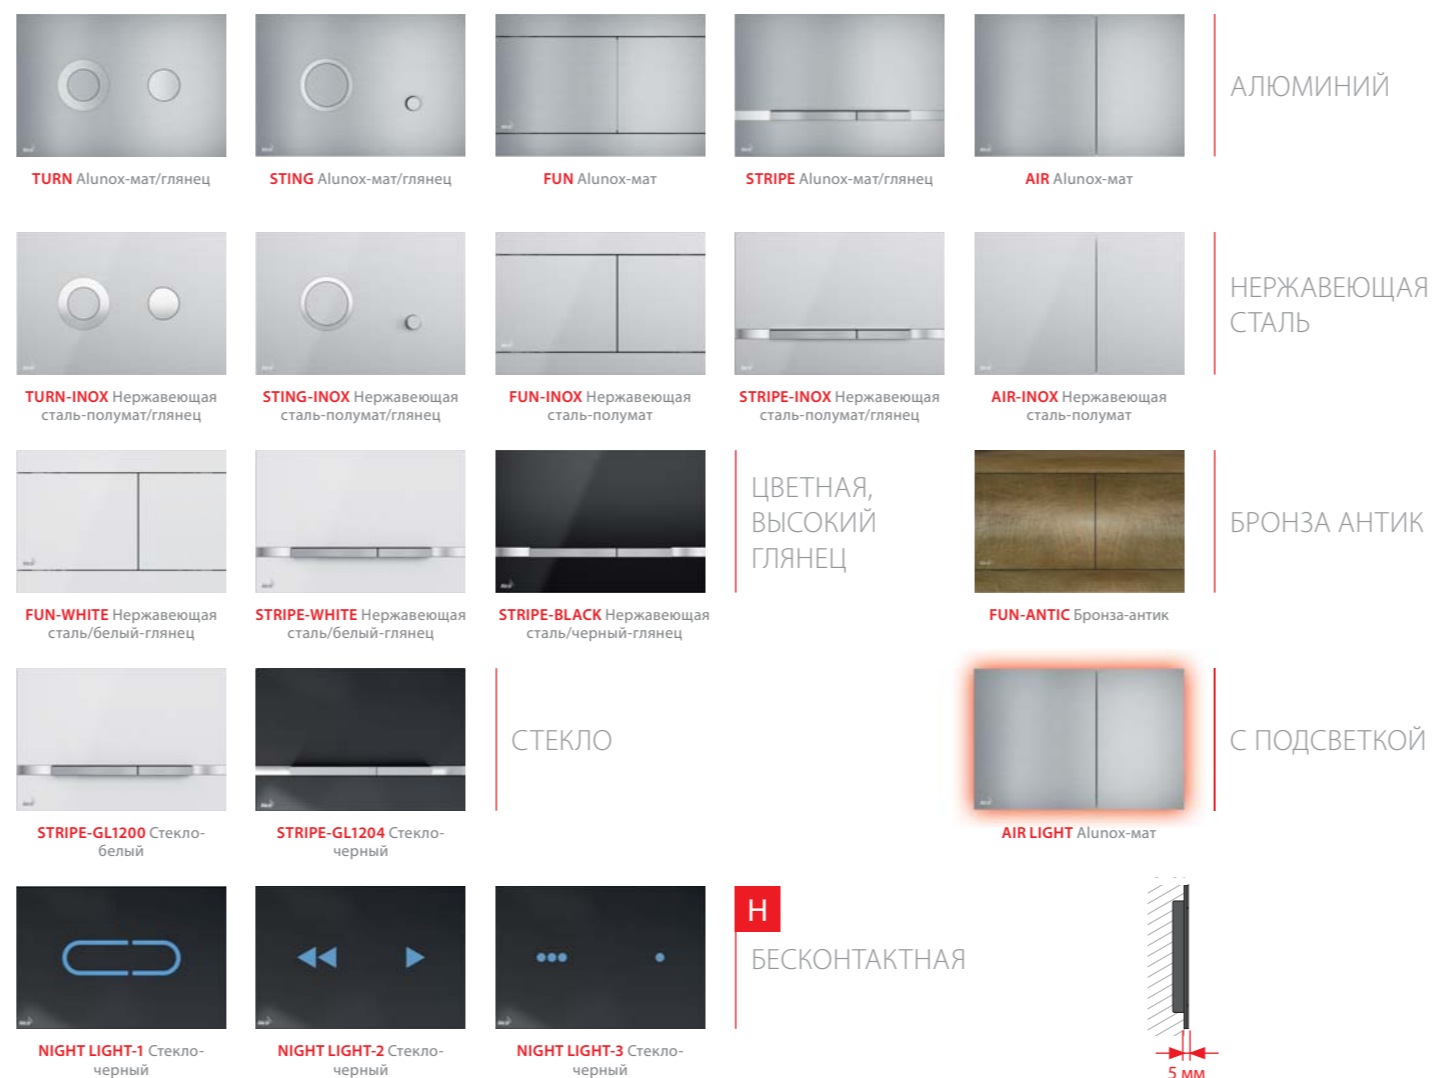 АЛЮМИНИЙ
TURN Alunox-мат/глянец
STING Alunox-мат/глянец
FUN Alunox-мат
STRIPE Alunox-мат/глянец
AIR Alunox-мат
НЕРЖАВЕЮЩАЯ
СТАЛЬ
TURN-INOX Нержавеющая
сталь-полумат/глянец
STING-INOX Нержавеющая
сталь-полумат/глянец
FUN-INOX Нержавеющая
сталь-полумат
STRIPE-INOX Нержавеющая
сталь-полумат/глянец
AIR-INOX Нержавеющая
сталь-полумат
ЦВЕТНАЯ,
ВЫСОКИЙ
ГЛЯНЕЦ
БРОНЗА АНТИК
FUN-WHITE Нержавеющая
сталь/белый-глянец
STRIPE-WHITE Нержавеющая
сталь/белый-глянец
STRIPE-BLACK Нержавеющая
сталь/черный-глянец
FUN-ANTIC Бронза-антик
СТЕКЛО
С ПОДСВЕТКОЙ
STRIPE-GL1200 Стекло-
белый
STRIPE-GL1204 Стекло-
черный
AIR LIGHT Alunox-мат
H
БЕСКОНТАКТНАЯ
NIGHT LIGHT-1 Стекло-
черный
NIGHT LIGHT-2 Стекло-
черный
NIGHT LIGHT-3 Стекло-
черный
5 мм